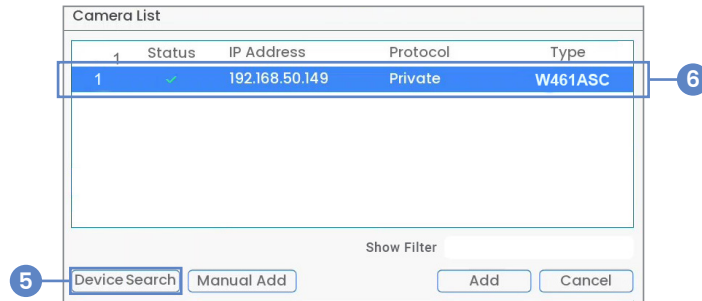 Camera List
1 Status IP Address Protocol Type
1 192.168.50.149 Private W461ASC
6
Show Filter
5 Device Search Manual Add Add Cancel